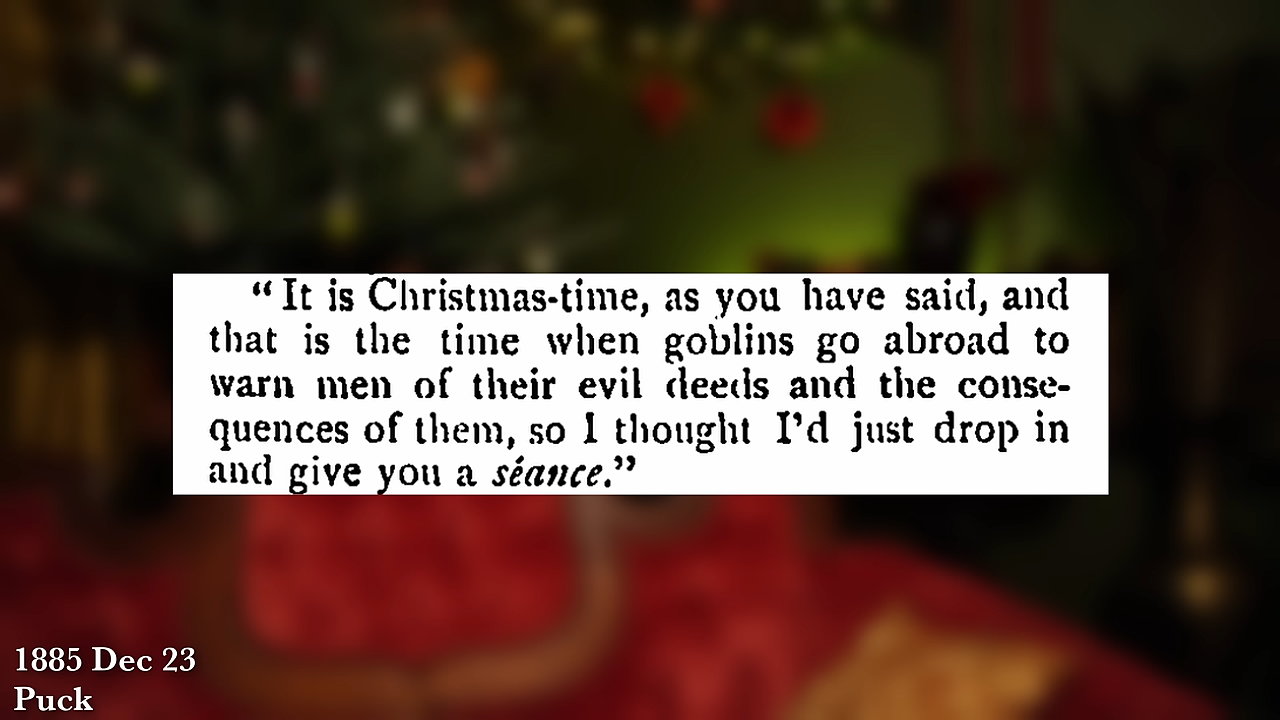 “It is Christmas-time, as you have said, and
that is the time when goblins go abroad to
warn men of their evil deeds and the conse-
quences of them, so I thought I’d just drop in
and give you a séance.”
1885 Dec 23
Puck